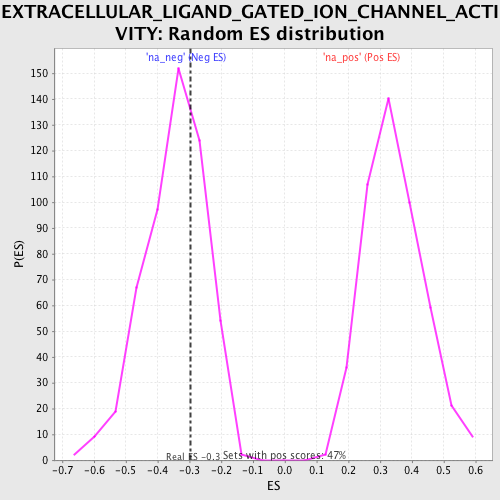 EXTRACELLULAR_LIGAND_GATED_ION_CHANNEL_ACTI
VITY: Random ES distribution
'na_neg' (Neg ES)
'na_pos' (Pos ES)
150
140
130
120
110
100
90
80
70
60
50
40
30
20
10
0
P(ES)
Real ES -0.3
Sets with pos scores: 47%
-0.7 -0.6 -0.5 -0.4 -0.3 -0.2 -0.1 0.0 0.1 0.2 0.3 0.4 0.5 0.6
ES